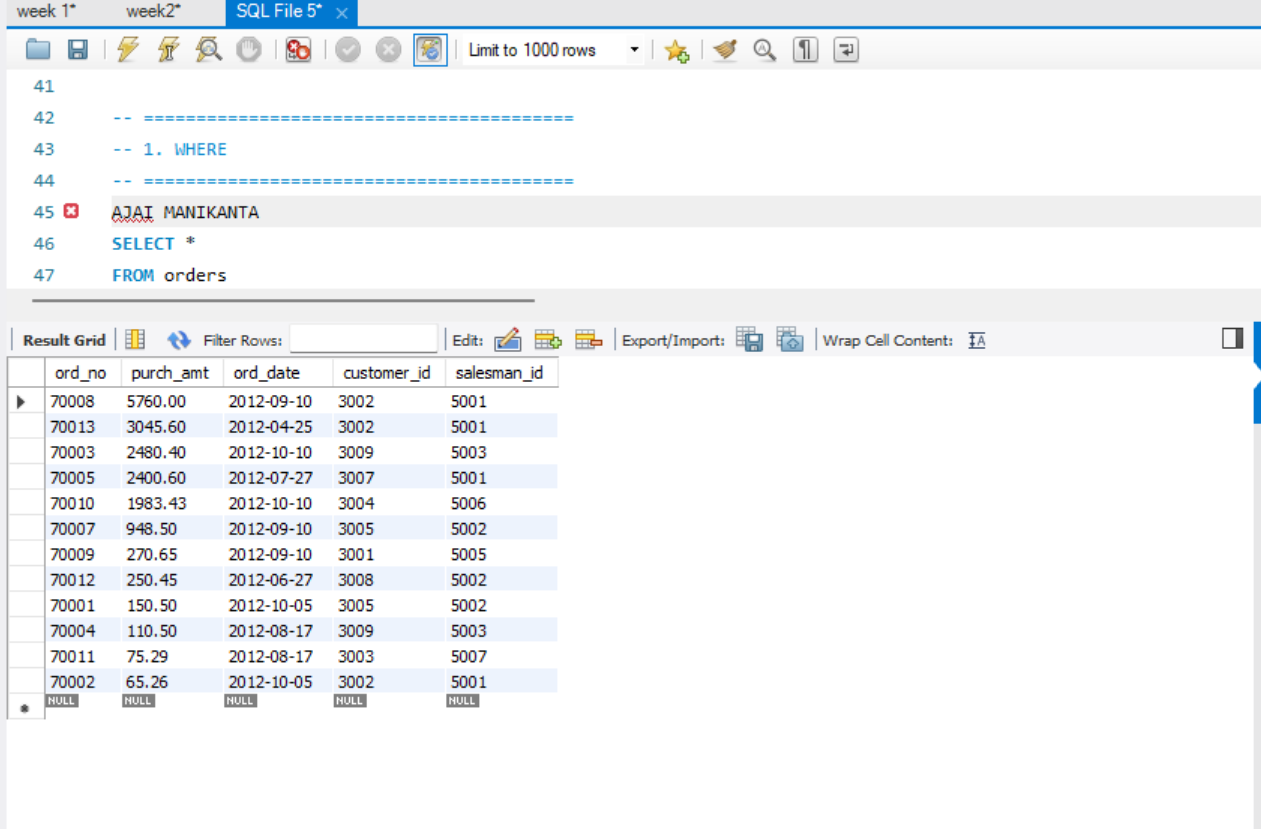 week 1* week2* SQL File 5*
Limit to 1000 rows
41
42 -- =========================================
43 -- 1. WHERE
44 -- =========================================
45 AJAI MANIKANTA
46 SELECT *
47 FROM orders
Result Grid Filter Rows: Edit: Export/Import: Wrap Cell Content:
ord_no purch_amt ord_date customer_id salesman_id
70008 5760.00 2012-09-10 3002 5001
70013 3045.60 2012-04-25 3002 5001
70003 2480.40 2012-10-10 3009 5003
70005 2400.60 2012-07-27 3007 5001
70010 1983.43 2012-10-10 3004 5006
70007 948.50 2012-09-10 3005 5002
70009 270.65 2012-09-10 3001 5005
70012 250.45 2012-06-27 3008 5002
70001 150.50 2012-10-05 3005 5002
70004 110.50 2012-08-17 3009 5003
70011 75.29 2012-08-17 3003 5007
70002 65.26 2012-10-05 3002 5001
NULL NULL NULL NULL NULL